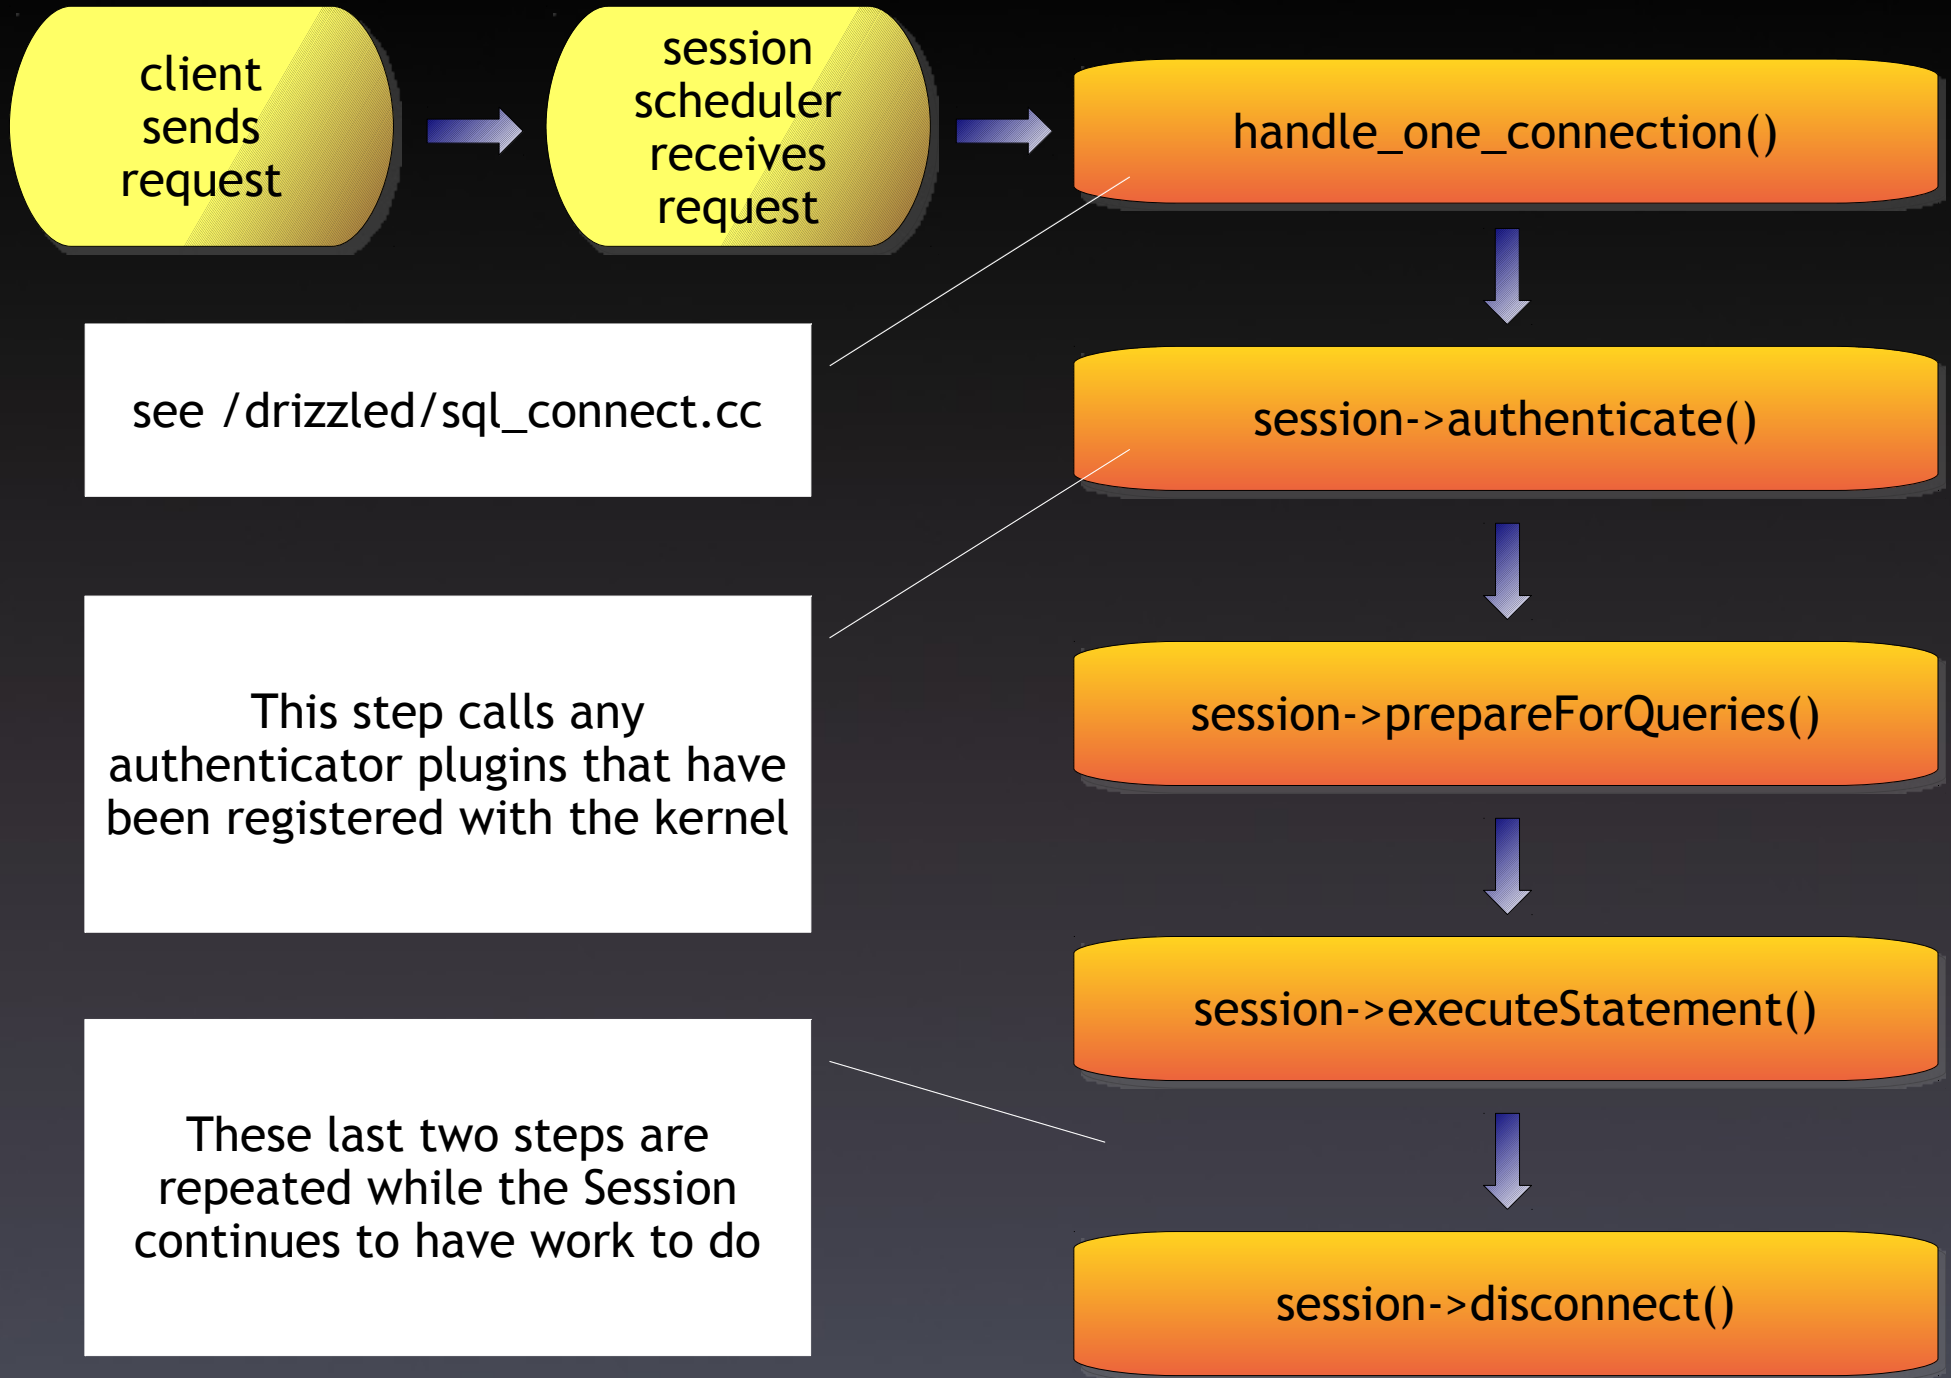 client
sends
request
session
scheduler
receives
request
handle_one_connection()
see /drizzled/sql_connect.cc
session->authenticate()
This step calls any
authenticator plugins that have
been registered with the kernel
session->prepareForQueries()
session->executeStatement()
These last two steps are
repeated while the Session
continues to have work to do
session->disconnect()